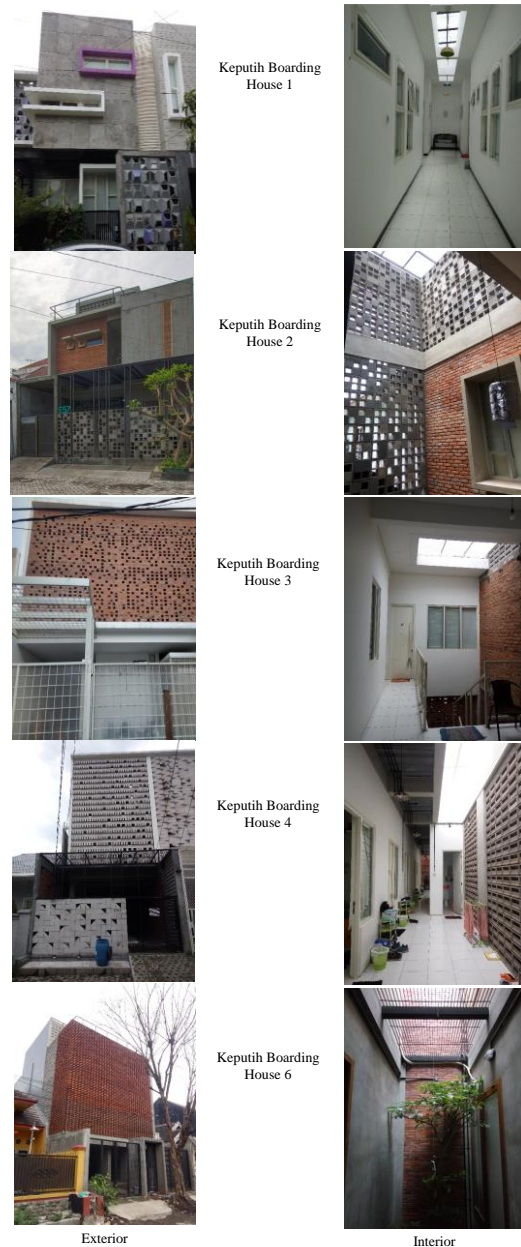 Keputih Boarding
House 1
Keputih Boarding
House 2
Keputih Boarding
House 3
Keputih Boarding
House 4
Keputih Boarding
House 6
Exterior
Interior